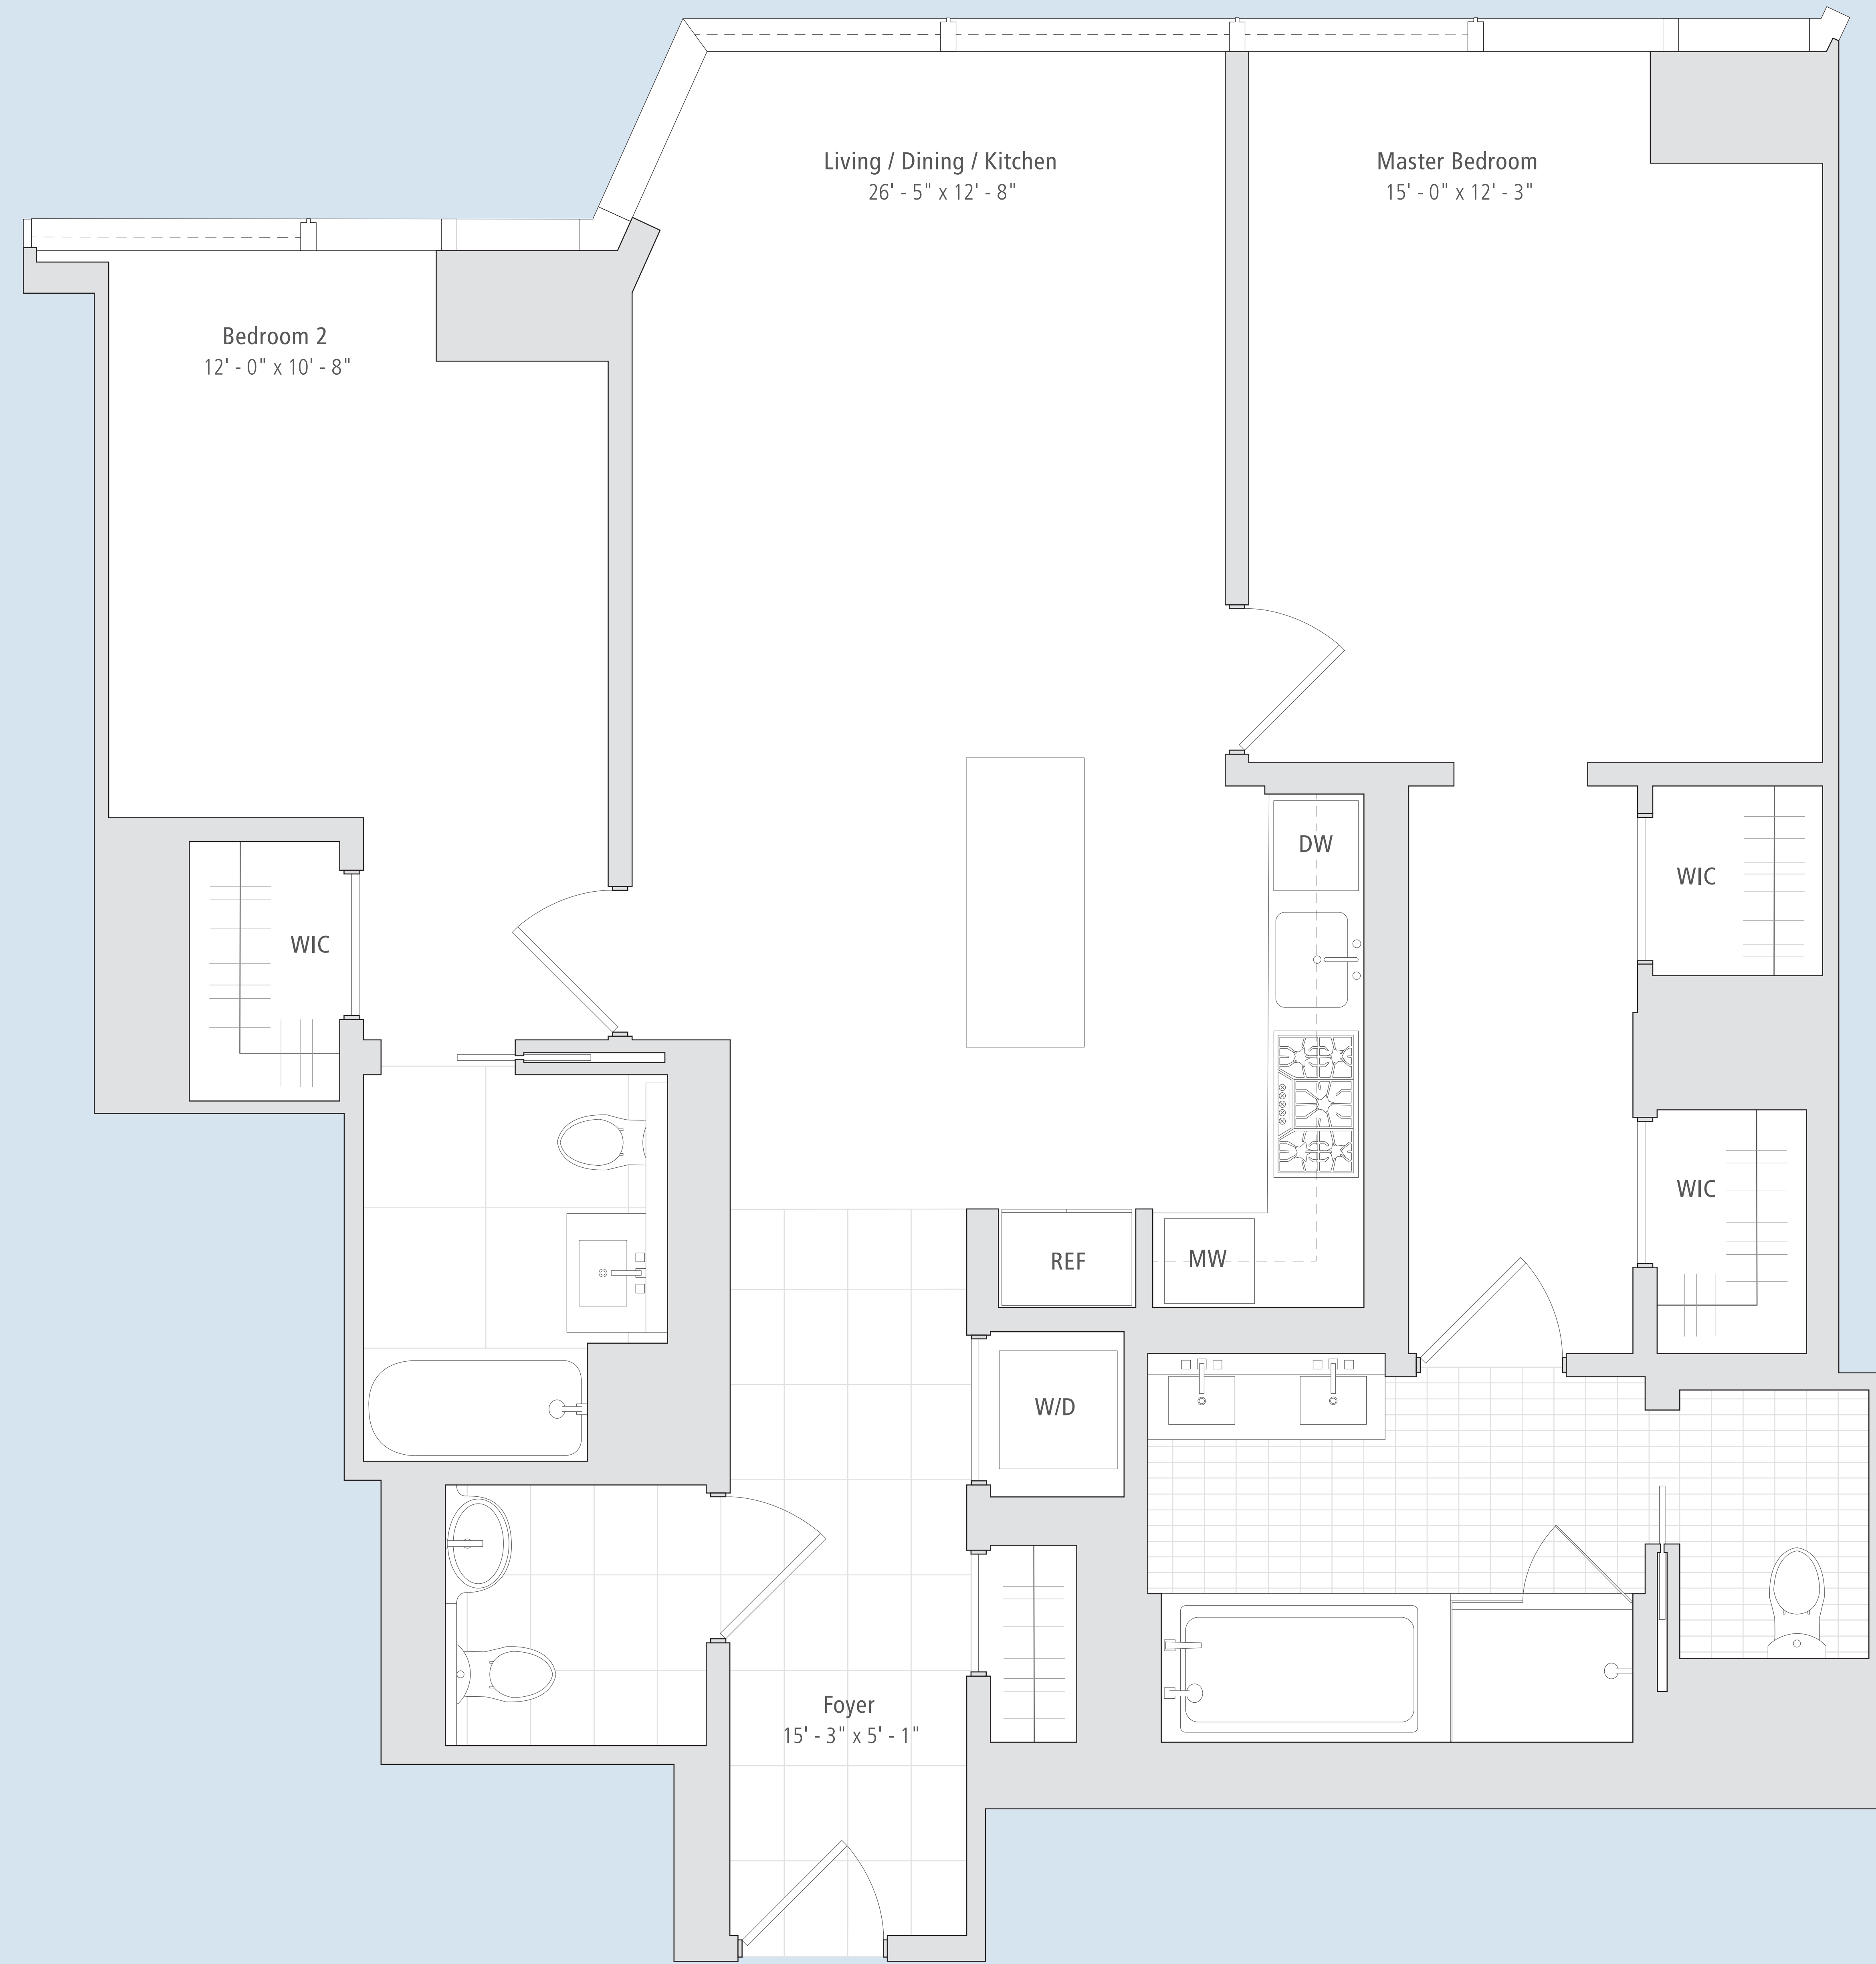 Living / Dining / Kitchen
26' - 5" x 12' - 8"
Master Bedroom
15' - 0" x 12' - 3"
Bedroom 2
12' - 0" x 10' - 8"
DW
WIC
WIC
WIC
REF
MW
W/D
Foyer
15' - 3" x 5' - 1"